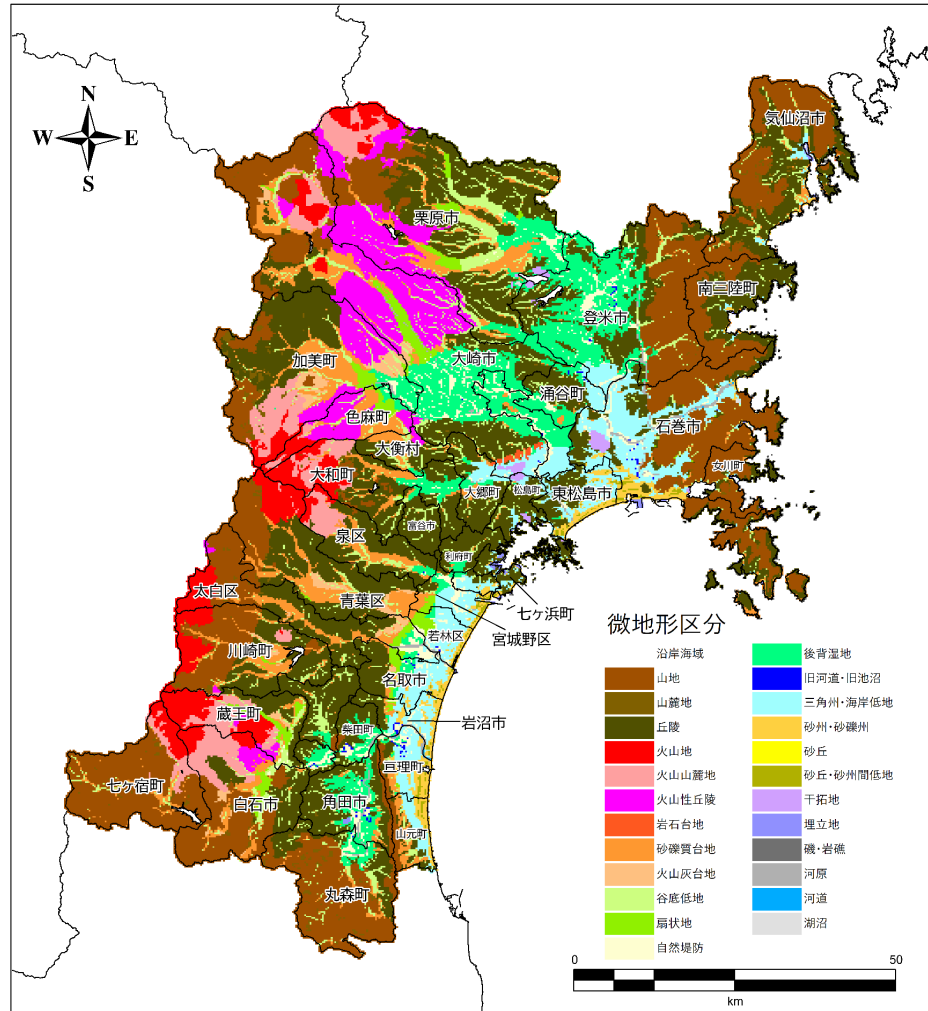 N
W E
S
気仙沼市
栗原市
南三陸町
登米市
大崎市
加美町
涌谷町
色麻町
石巻市
大衡村
女川町
大和町
大郷町
松島町
東松島市
富谷市
泉区
利府町
太白区
青葉区
七ヶ浜町
若林区
宮城野区
川崎町
名取市
蔵王町
柴田町
岩沼市
亘理町
七ヶ宿町
白石市
角田市
山元町
丸森町
微地形区分
沿岸海域
山地
山麓地
丘陵
火山地
火山山麓地
火山性丘陵
岩石台地
砂礫質台地
火山灰台地
谷底低地
扇状地
自然堤防
後背湿地
旧河道・旧池沼
三角州・海岸低地
砂州・砂礫州
砂丘
砂丘・砂州間低地
干拓地
埋立地
磯・岩礁
河原
河道
湖沼
0 50
km